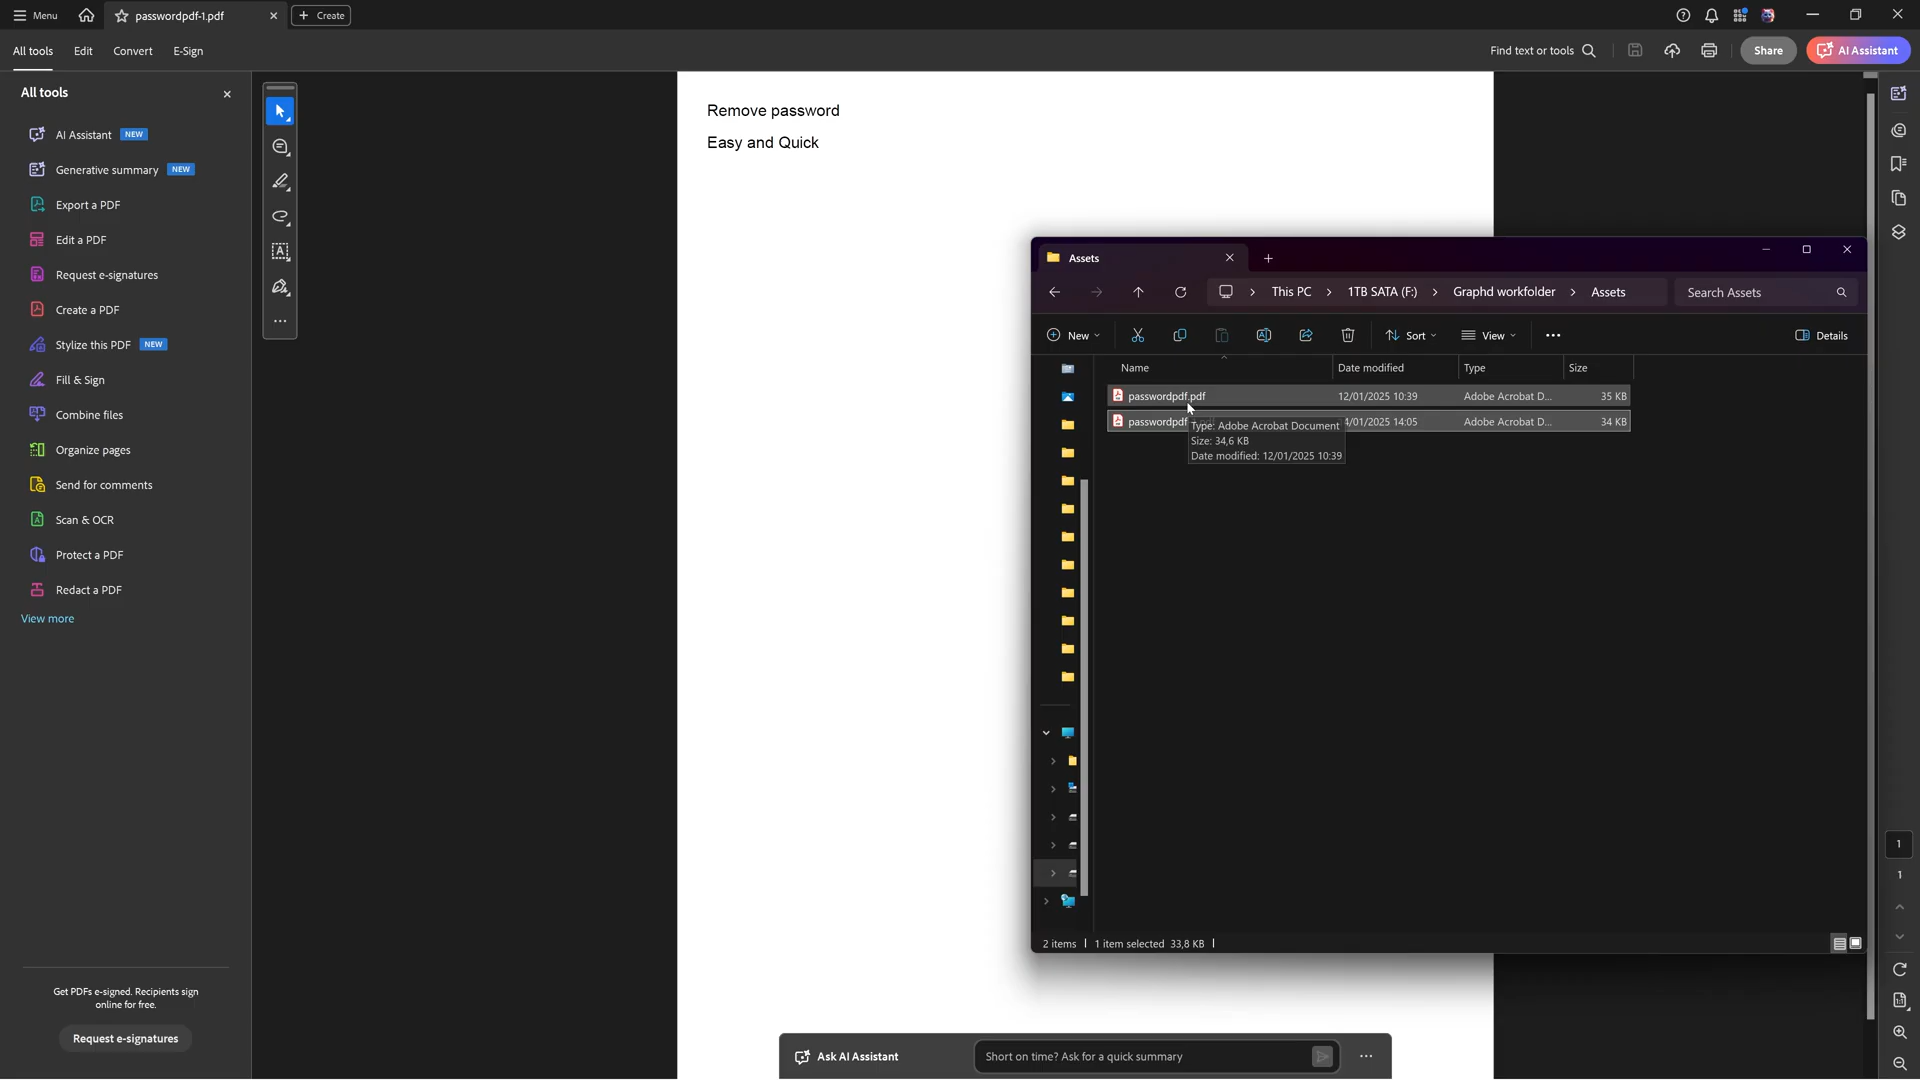 Menu
passwordpdf-1.pdf
Create
All tools
Edit
Convert
E-Sign
Find text or tools
Share
AI Assistant
All tools
AI Assistant NEW
Generative summary NEW
Export a PDF
Edit a PDF
Request e-signatures
Create a PDF
Stylize this PDF NEW
Fill & Sign
Combine files
Organize pages
Send for comments
Scan & OCR
Protect a PDF
Redact a PDF
View more
Get PDFs e-signed. Recipients sign
online for free.
Request e-signatures
Remove password
Easy and Quick
Assets
This PC > 1TB SATA (F:) > Graphd workfolder > Assets
Search Assets
New
Sort
View
Details
Name
Date modified
Type
Size
passwordpdf.pdf 12/01/2025 10:39 Adobe Acrobat D... 35 KB
passwordpdf 4/01/2025 14:05 Adobe Acrobat D... 34 KB
Type: Adobe Acrobat Document
Size: 34,6 KB
Date modified: 12/01/2025 10:39
2 items 1 item selected 33,8 KB
Ask AI Assistant
Short on time? Ask for a quick summary
1
1